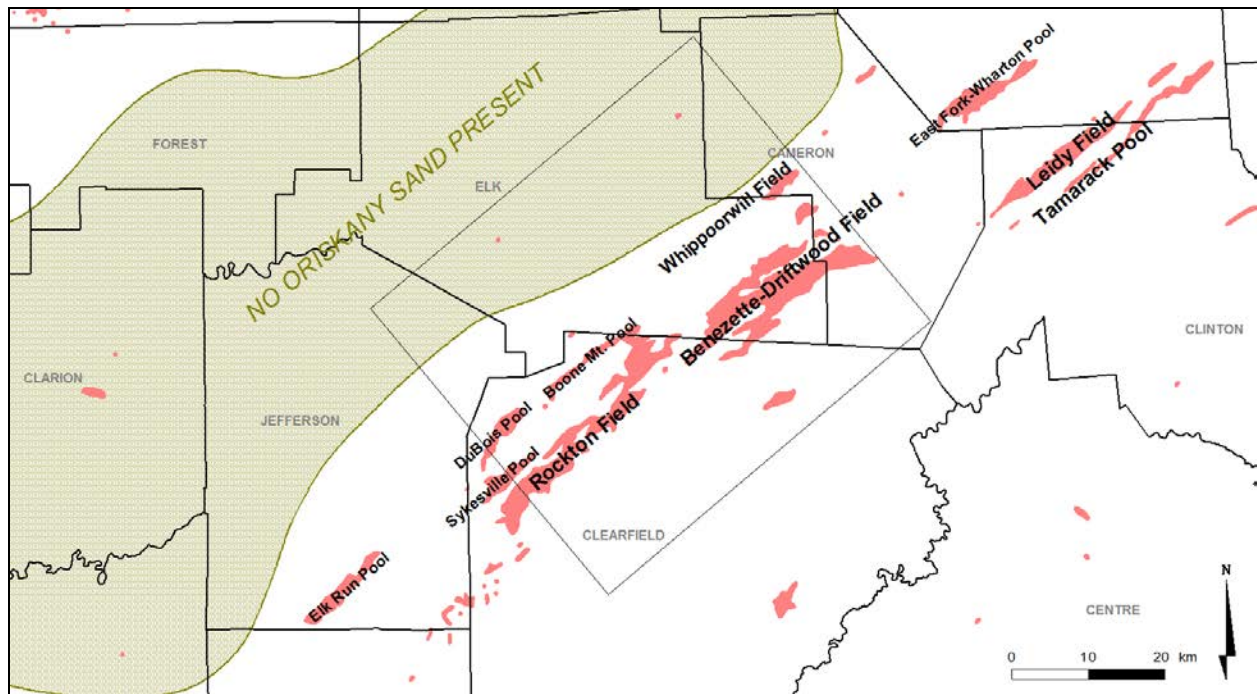 East Fork-Wharton Pool
FOREST
NO ORISKANY SAND PRESENT
ELK
CAMERON
Leidy Field
Tamarack Pool
Whippoorwill Field
Benezette-Driftwood Field
CLINTON
CLARION
Boone Mt. Pool
JEFFERSON
DuBois Pool
Rockton Field
Sykesville Pool
CLEARFIELD
Elk Run Pool
CENTRE
N
0 10 20 km